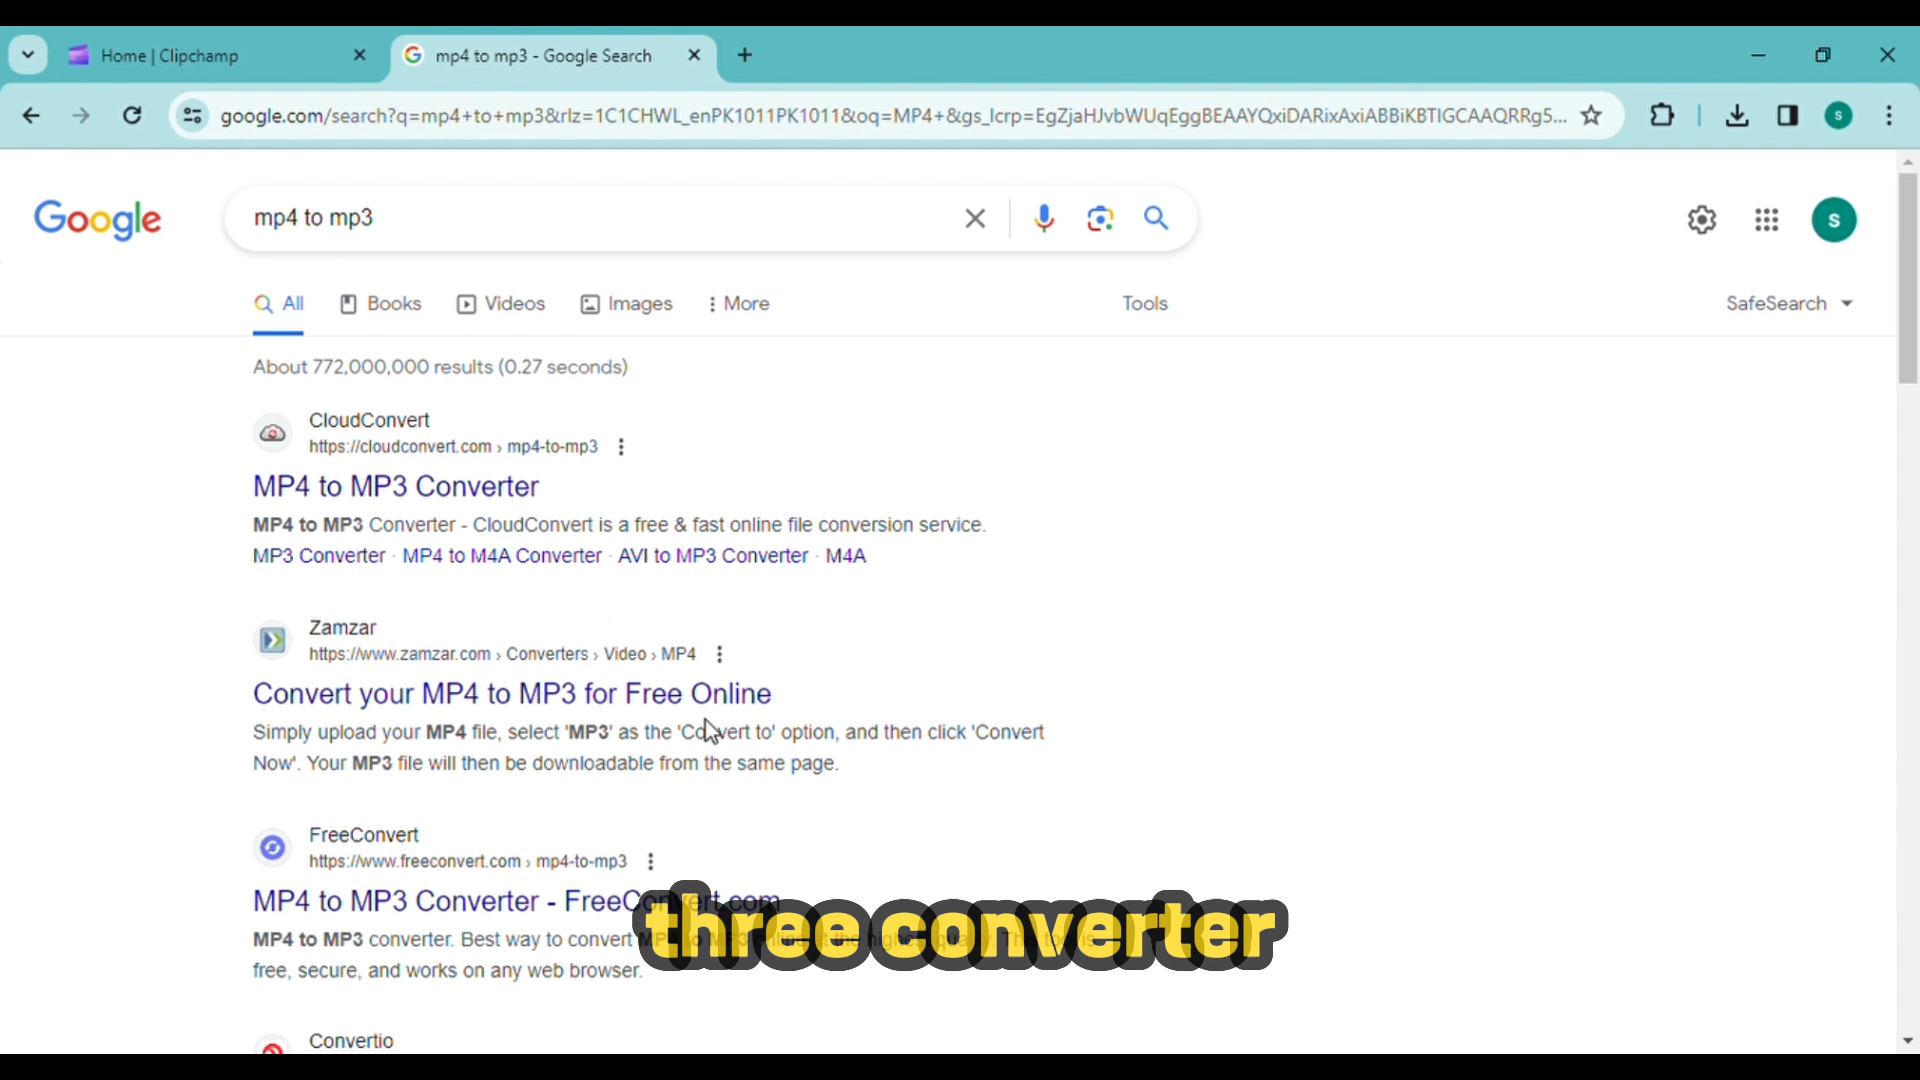 Home | Clipchamp
mp4 to mp3 - Google Search
google.com/search?q=mp4+to+mp3&rlz=1C1CHWL_enPK1011PK1011&oq=MP4+&gs_lcrp=EgZjaHJvbWUqEggBEAAYQxiDARixAxiABBiKBTIGCAAQRRg5...
S
Google
mp4 to mp3
S
All
Books
Videos
Images
More
Tools
SafeSearch
About 772,000,000 results (0.27 seconds)
CloudConvert
https://cloudconvert.com › mp4-to-mp3
MP4 to MP3 Converter
MP4 to MP3 Converter - CloudConvert is a free & fast online file conversion service.
MP3 Converter · MP4 to M4A Converter · AVI to MP3 Converter · M4A
Zamzar
https://www.zamzar.com › Converters › Video › MP4
Convert your MP4 to MP3 for Free Online
Simply upload your MP4 file, select 'MP3' as the 'Convert to' option, and then click 'Convert
Now'. Your MP3 file will then be downloadable from the same page.
FreeConvert
https://www.freeconvert.com › mp4-to-mp3
MP4 to MP3 Converter - FreeConvert.com
MP4 to MP3 converter. Best way to convert
free, secure, and works on any web browser.
three converter
Convertio